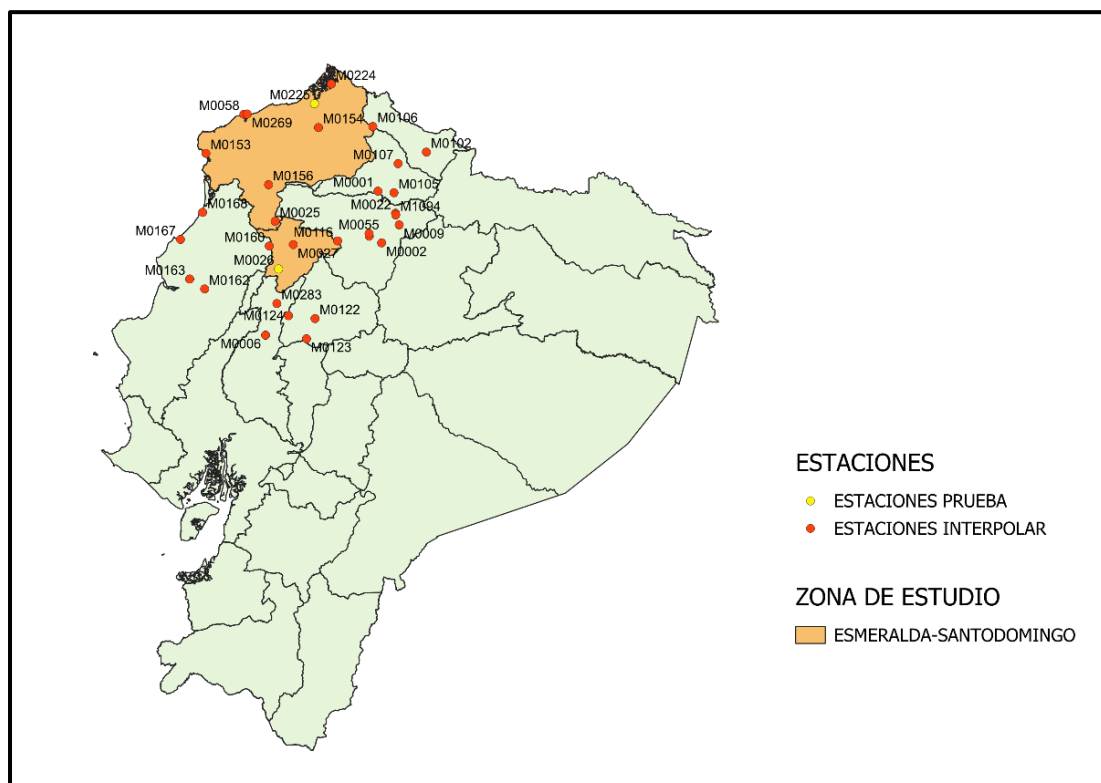 M0224
M0225
M0058
M0269
M0154
M0106
M0153
M0102
M0107
M0156
M0001
M0105
M0168
M0025
M0022
M1094
M0167
M0160
M0116
M0055
M0009
M0027
M0002
M0026
M0163
M0162
M0283
M0124
M0122
M0006
M0123
ESTACIONES
ESTACIONES PRUEBA
ESTACIONES INTERPOLAR
ZONA DE ESTUDIO
ESMERALDA-SANTODOMINGO